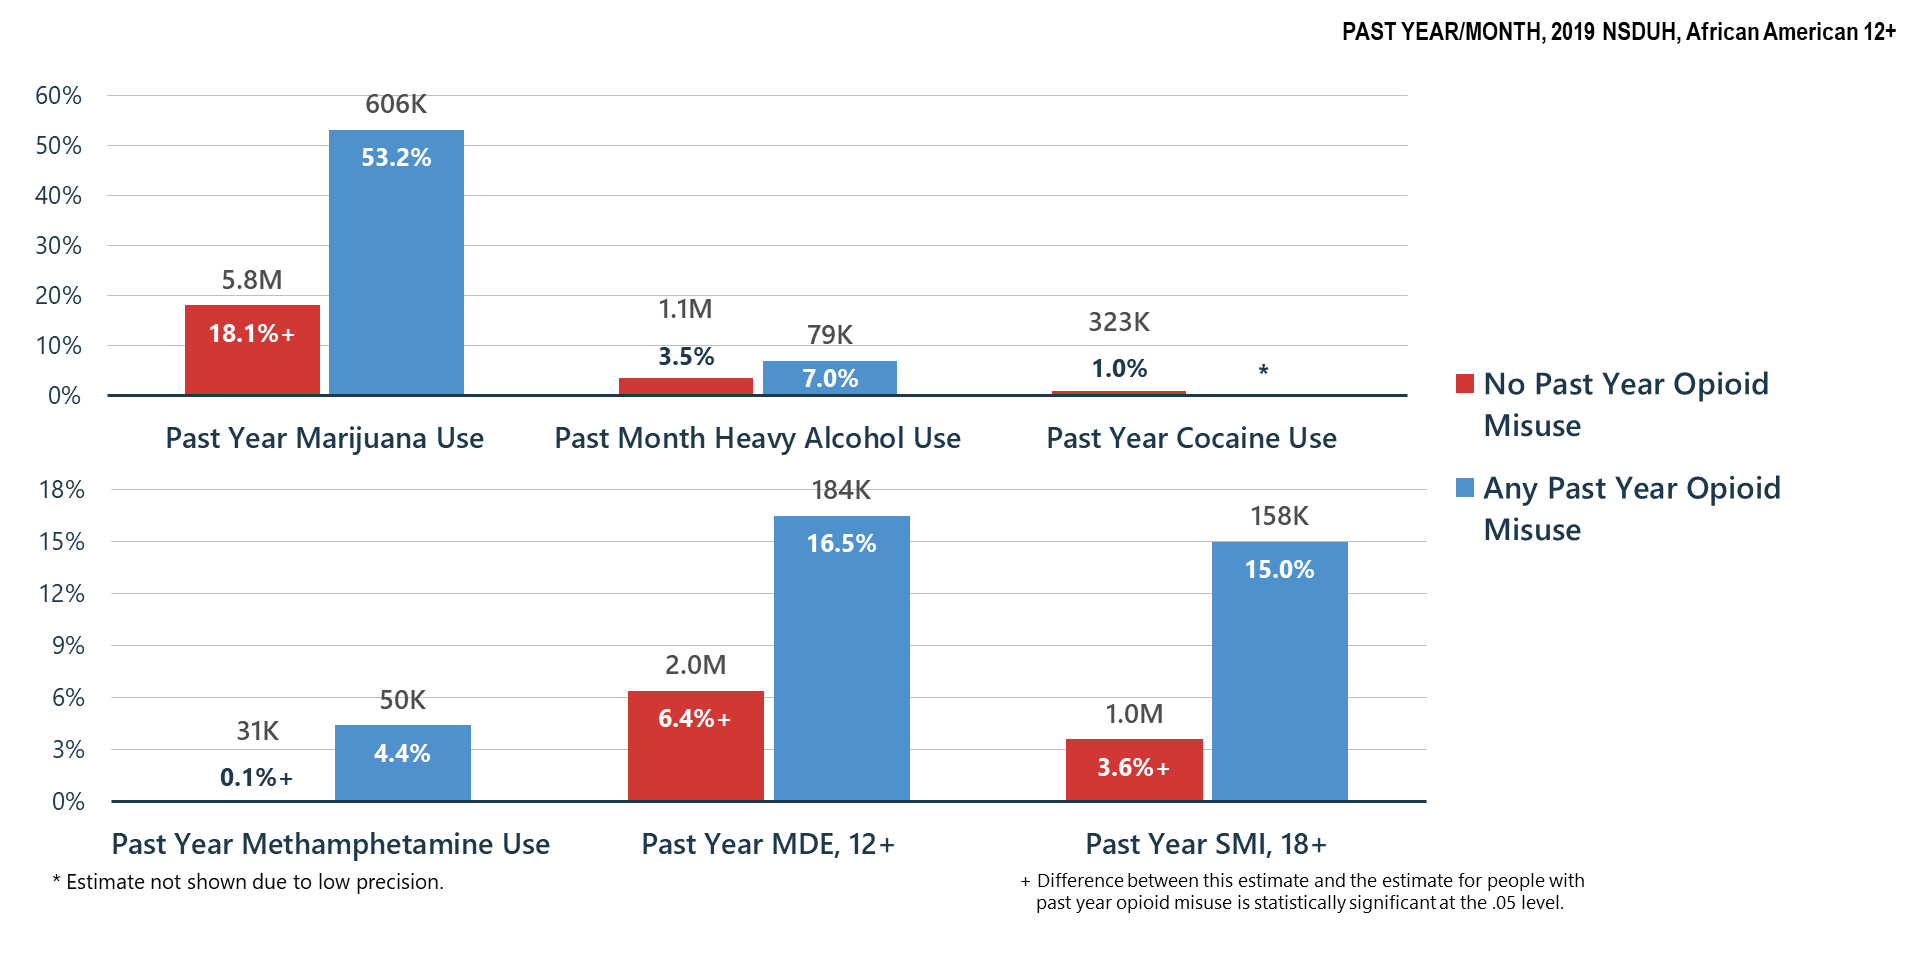 PAST YEAR/MONTH, 2019 NSDUH, African American 12+
60%
50%
40%
30%
20%
10%
0%
606K
53.2%
5.8M
18.1%+
1.1M
3.5%
79K
7.0%
323K
1.0%
*
Past Year Marijuana Use
Past Month Heavy Alcohol Use
Past Year Cocaine Use
No Past Year Opioid
Misuse
Any Past Year Opioid
Misuse
18%
15%
12%
9%
6%
3%
0%
31K
0.1%+
50K
4.4%
2.0M
6.4%+
184K
16.5%
1.0M
3.6%+
158K
15.0%
Past Year Methamphetamine Use
Past Year MDE, 12+
Past Year SMI, 18+
* Estimate not shown due to low precision.
+ Difference between this estimate and the estimate for people with
past year opioid misuse is statistically significant at the .05 level.